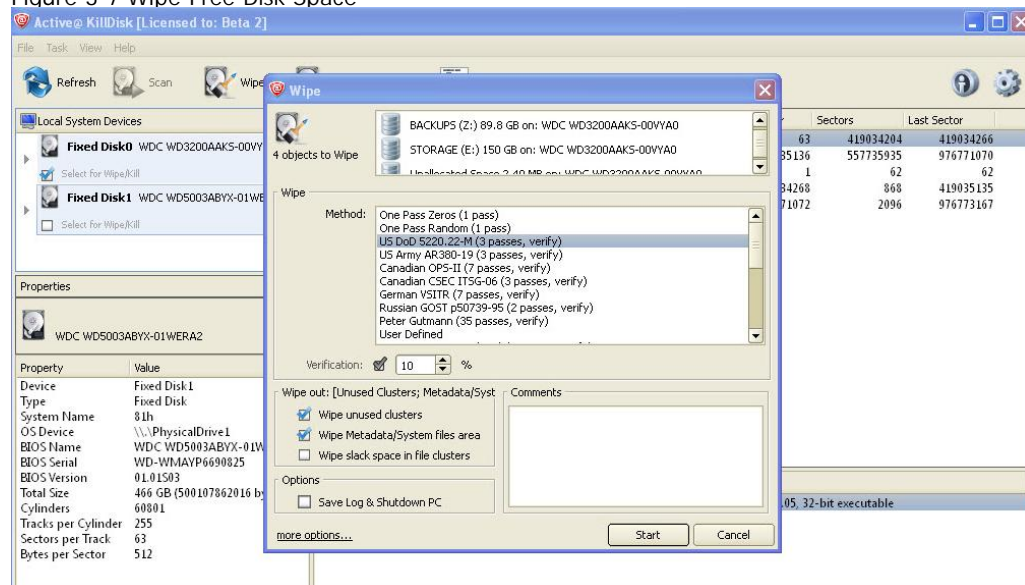 Figure 3-7 Wipe Free Disk Space
Active@ KillDisk [Licensed to: Beta 2]
File Task View Help
Refresh Scan Wipe
Local System Devices
Fixed Disk0 WDC WD3200AAKS-00VY
Select for Wipe/Kill
Fixed Disk1 WDC WD5003ABYX-01WE
Select for Wipe/Kill
Properties
WDC WD5003ABYX-01WERA2
Property Value
Device Fixed Disk1
Type Fixed Disk
System Name 81h
OS Device \\.\PhysicalDrive1
BIOS Name WDC WD5003ABYX-01W
BIOS Serial WD-WMAYP6690825
BIOS Version 01.01S03
Total Size 466 GB (500107862016 by
Cylinders 60801
Tracks per Cylinder 255
Sectors per Track 63
Bytes per Sector 512
Wipe
4 objects to Wipe
BACKUPS (Z:) 89.8 GB on: WDC WD3200AAKS-00VYA0
STORAGE (E:) 150 GB on: WDC WD3200AAKS-00VYA0
Unallocated Space 2.40 MB on: WDC WD3200AAKS-00VYA0
Wipe
Method:
One Pass Zeros (1 pass)
One Pass Random (1 pass)
US DoD 5220.22-M (3 passes, verify)
US Army AR380-19 (3 passes, verify)
Canadian OPS-II (7 passes, verify)
Canadian CSEC ITSG-06 (3 passes, verify)
German VSITR (7 passes, verify)
Russian GOST p50739-95 (2 passes, verify)
Peter Gutmann (35 passes, verify)
User Defined
Verification: 10 %
Wipe out: [Unused Clusters; Metadata/Syst
Wipe unused clusters
Wipe Metadata/System files area
Wipe slack space in file clusters
Comments
Options
Save Log & Shutdown PC
more options...
Start Cancel
Sectors Last Sector
63 419034204 419034266
35136 557735935 976771070
1 62 62
34268 868 419035135
71072 2096 976773167
.05, 32-bit executable